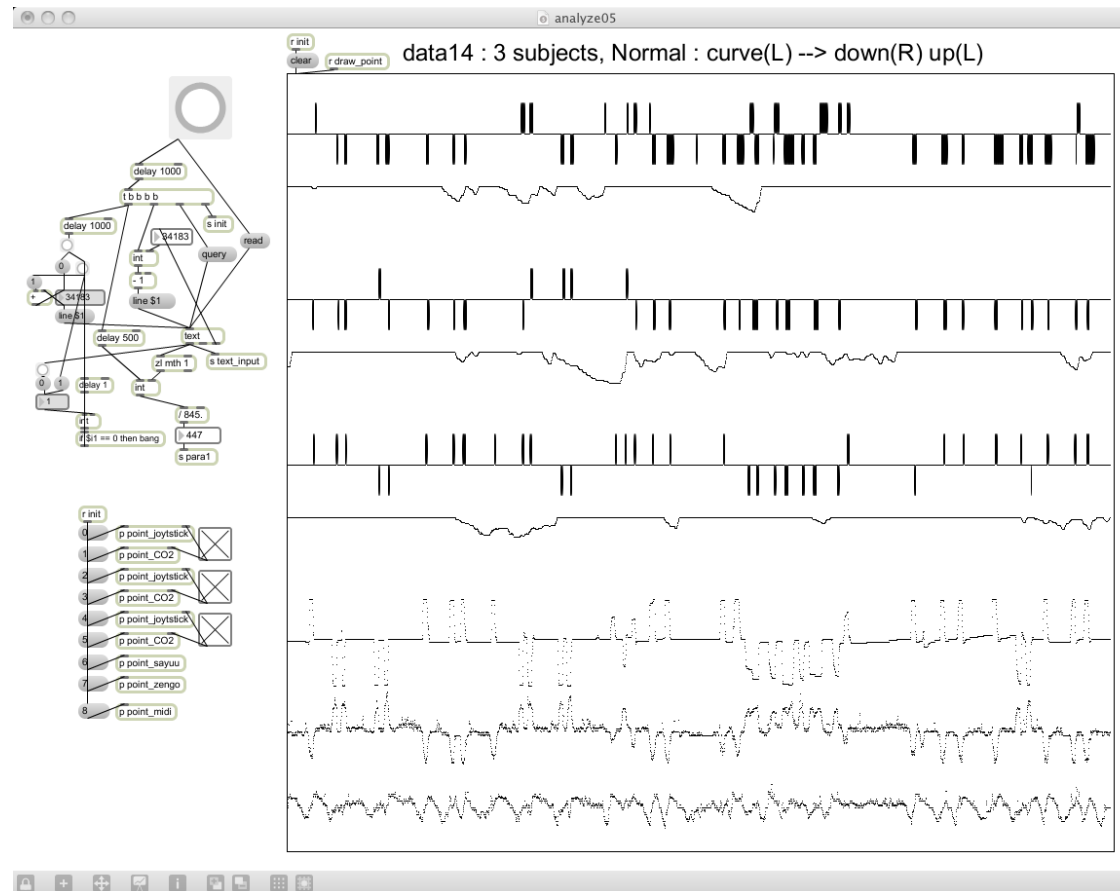 analyze05
r init
clear
r draw_point
data14 : 3 subjects, Normal : curve(L) --> down(R) up(L)
delay 1000
t b b b b
delay 1000
s init
34183
read
int
query
0
- 1
1
+
34183
line $1
line $1
delay 500
text
zl mth 1
s text_input
0
1
delay 1
int
1
int
/ 845.
if $i1 == 0 then bang
447
s para1
r init
0
p point_joytstick
1
p point_CO2
2
p point_joytstick
3
p point_CO2
4
p point_joytstick
5
p point_CO2
6
p point_sayuu
7
p point_zengo
8
p point_midi